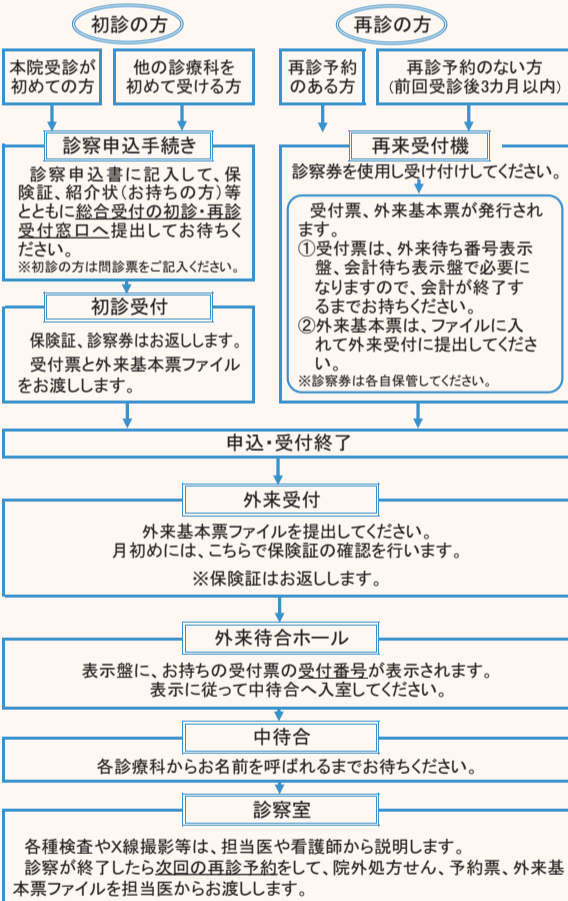 初診の方
本院受診が
初めての方
他の診療科を
初めて受ける方
診察申込手続き
診察申込書に記入して、保
険証、紹介状(お持ちの方)等
とともに総合受付の初診・再診
受付窓口へ提出してお待ちく
ださい。
※初診の方は問診票をご記入ください。
初診受付
保険証、診察券はお返しします。
受付票と外来基本票ファイル
をお渡しします。
再診の方
再診予約
のある方
再診予約のない方
(前回受診後3カ月以内)
再来受付機
診察券を使用し受け付けしてください。
受付票、外来基本票が発行され
ます。
①受付票は、外来待ち番号表示
盤、会計待ち表示盤で必要に
なりますので、会計が終了す
るまでお持ちください。
②外来基本票は、ファイルに入
れて外来受付に提出してくださ
い。
※診察券は各自保管してください。
申込・受付終了
外来受付
外来基本票ファイルを提出してください。
月初めには、こちらで保険証の確認を行います。
※保険証はお返しします。
外来待合ホール
表示盤に、お持ちの受付票の受付番号が表示されます。
表示に従って中待合へ入室してください。
中待合
各診療科からお名前を呼ばれるまでお待ちください。
診察室
各種検査やX線撮影等は、担当医や看護師から説明します。
診察が終了したら次回の再診予約をして、院外処方せん、予約票、外来基
本票ファイルを担当医からお渡しします。